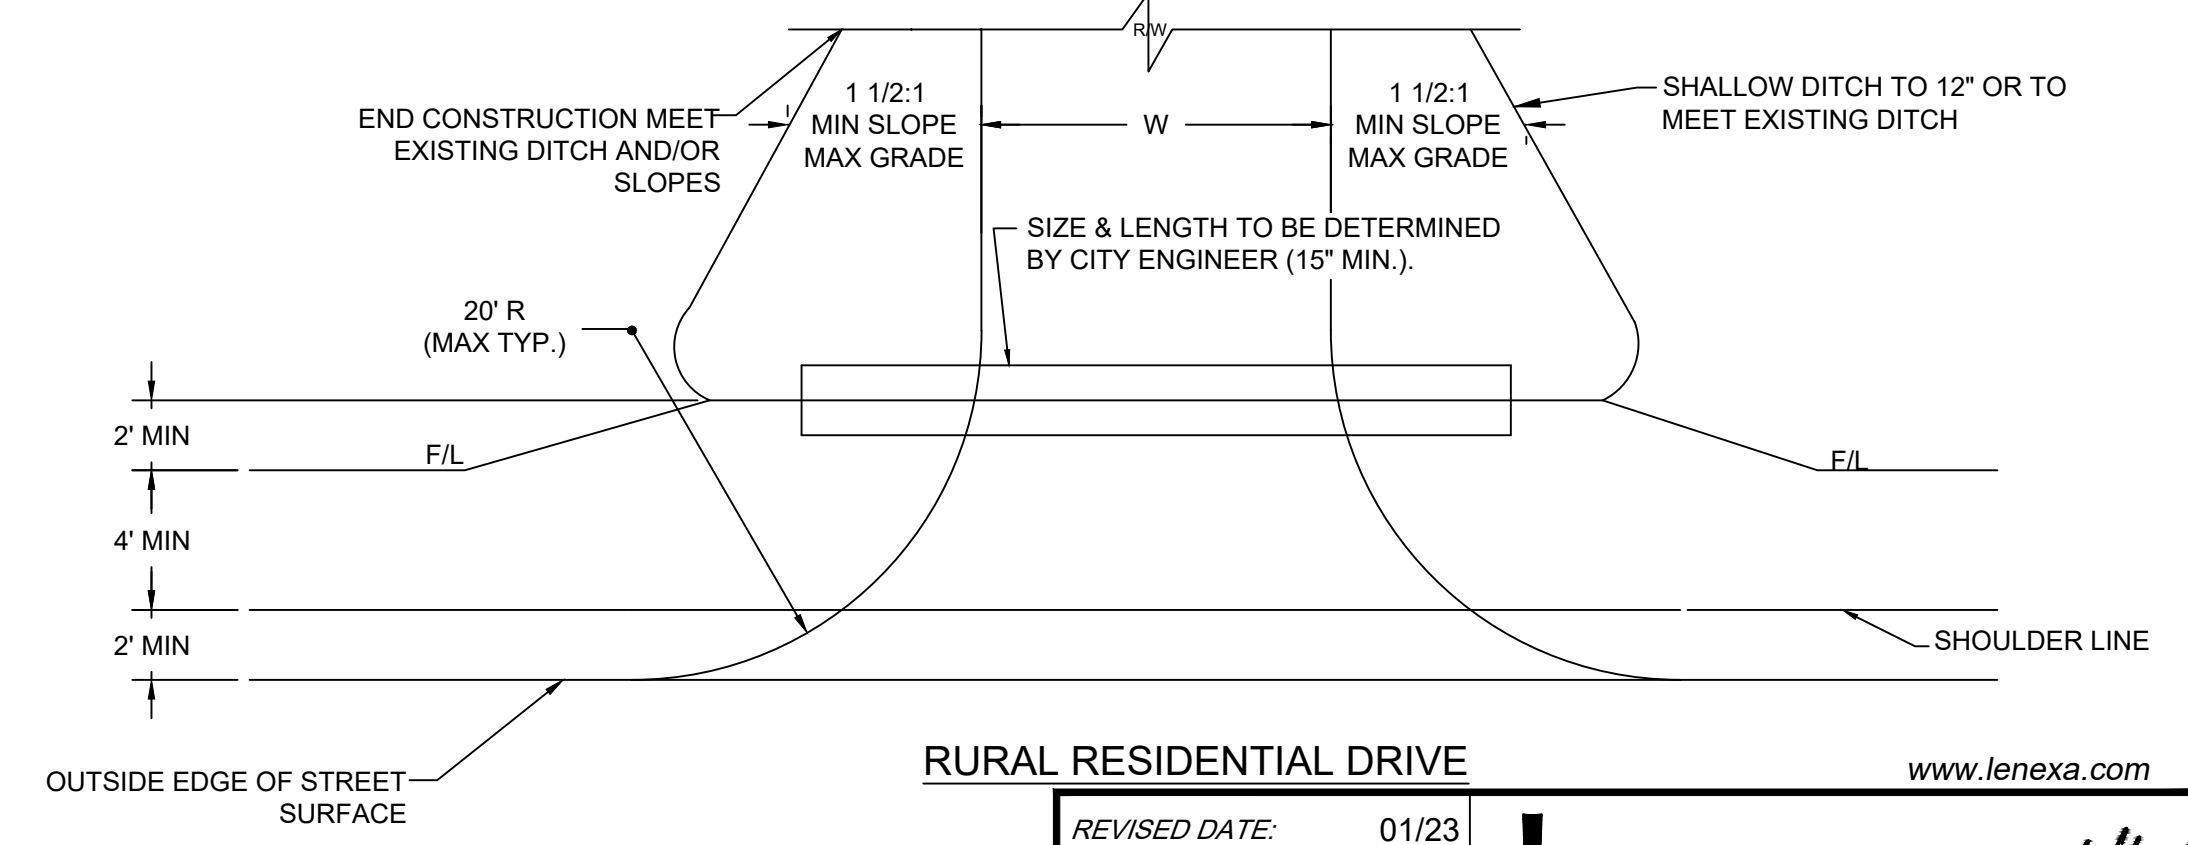 R/W
1 1/2:1
MIN SLOPE
MAX GRADE
W
1 1/2:1
MIN SLOPE
MAX GRADE
SHALLOW DITCH TO 12" OR TO
MEET EXISTING DITCH
END CONSTRUCTION MEET
EXISTING DITCH AND/OR
SLOPES
SIZE & LENGTH TO BE DETERMINED
BY CITY ENGINEER (15" MIN.).
20' R
(MAX TYP.)
2' MIN
F/L
F/L
4' MIN
2' MIN
SHOULDER LINE
OUTSIDE EDGE OF STREET
SURFACE
RURAL RESIDENTIAL DRIVE
www.lenexa.com
REVISED DATE: 01/23